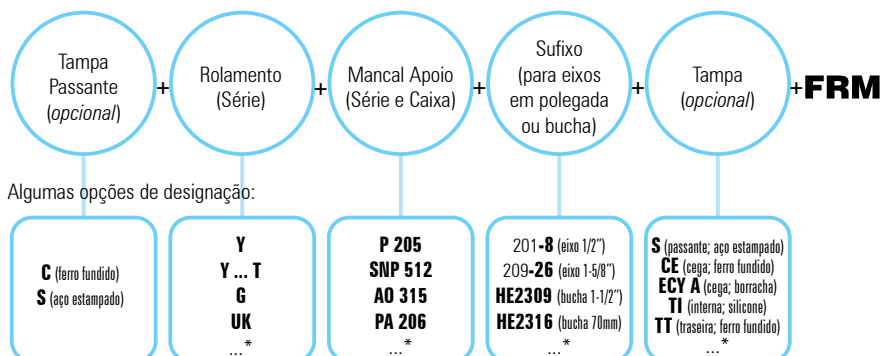 Tampa
Passante
(opcional)
+
Rolamento
(Série)
+
Mancal Apoio
(Série e Caixa)
+
Sufixo
(para eixos
em polegada
ou bucha)
+
Tampa
(opcional)
+FRM
Algumas opções de designação:
C (ferro fundido)
S (aço estampado)
Y
Y ... T
G
UK
...*
P 205
SNP 512
AO 315
PA 206
...*
201-8 (eixo 1/2")
209-26 (eixo 1-5/8")
HE2309 (bucha 1-1/2")
HE2316 (bucha 70mm)
...*
S (passante; aço estampado)
CE (cega; ferro fundido)
ECY A (cega; borracha)
TI (interna; silicone)
TT (traseira; ferro fundido)
...*